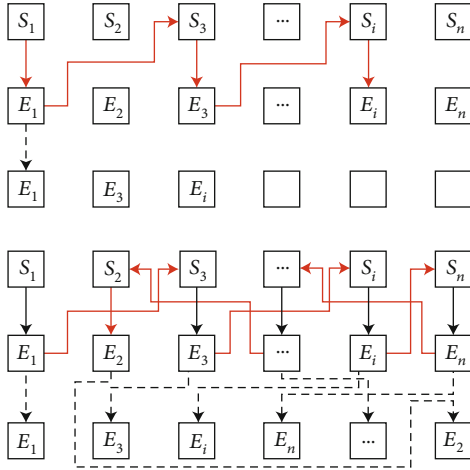 S₁ S₂ S₃ ... Sᵢ Sₙ
E₁ E₂ E₃ ... Eᵢ Eₙ
E₁ E₃ Eᵢ
S₁ S₂ S₃ ... Sᵢ Sₙ
E₁ E₂ E₃ ... Eᵢ Eₙ
E₁ E₃ Eᵢ Eₙ ... E₂